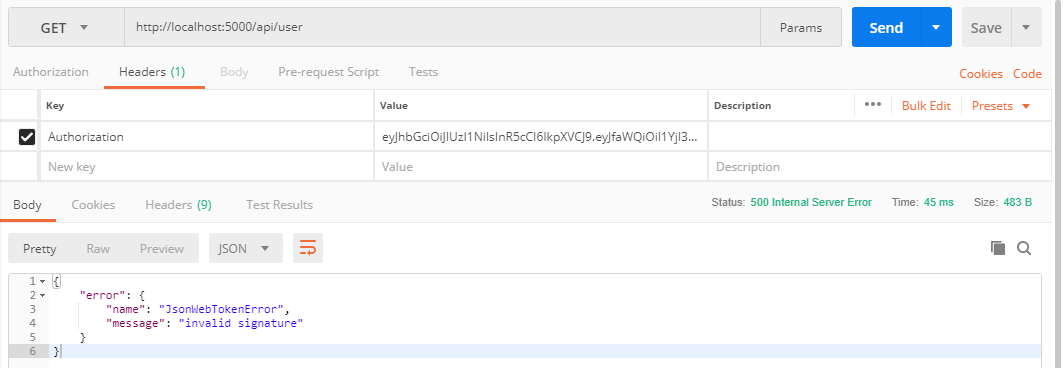 GET http://localhost:5000/api/user Params Send Save
Authorization Headers (1) Body Pre-request Script Tests Cookies Code
Key Value Description ••• Bulk Edit Presets
Authorization eyJhbGciOiJIUzI1NiIsInR5cCI6IkpXVCJ9.eyJfaWQiOiI1YjI3...
New key Value Description
Body Cookies Headers (9) Test Results Status: 500 Internal Server Error Time: 45 ms Size: 483 B
Pretty Raw Preview JSON
1 {
2 "error": {
3 "name": "JsonWebTokenError",
4 "message": "invalid signature"
5 }
6 }